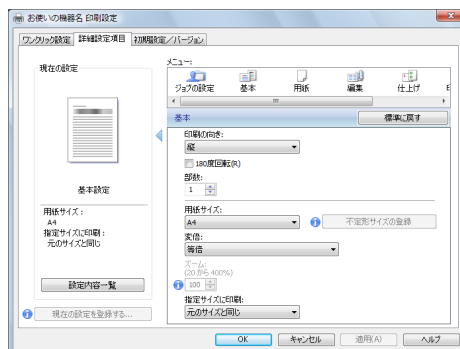 お使いの機器名 印刷設定
ワンクリック設定 詳細設定項目 初期設定/バージョン
現在の設定
基本設定
用紙サイズ:
A4
指定サイズに印刷:
元のサイズと同じ
設定内容一覧
現在の設定を登録する...
メニュー:
ジョブの設定 基本 用紙 編集 仕上げ
基本 標準に戻す
印刷の向き:
縦
180度回転(R)
部数:
1
用紙サイズ:
A4 不定形サイズの登録
変倍:
等倍
ズーム:
(20 から 400%)
100
指定サイズに印刷:
元のサイズと同じ
OK キャンセル 適用(A) ヘルプ